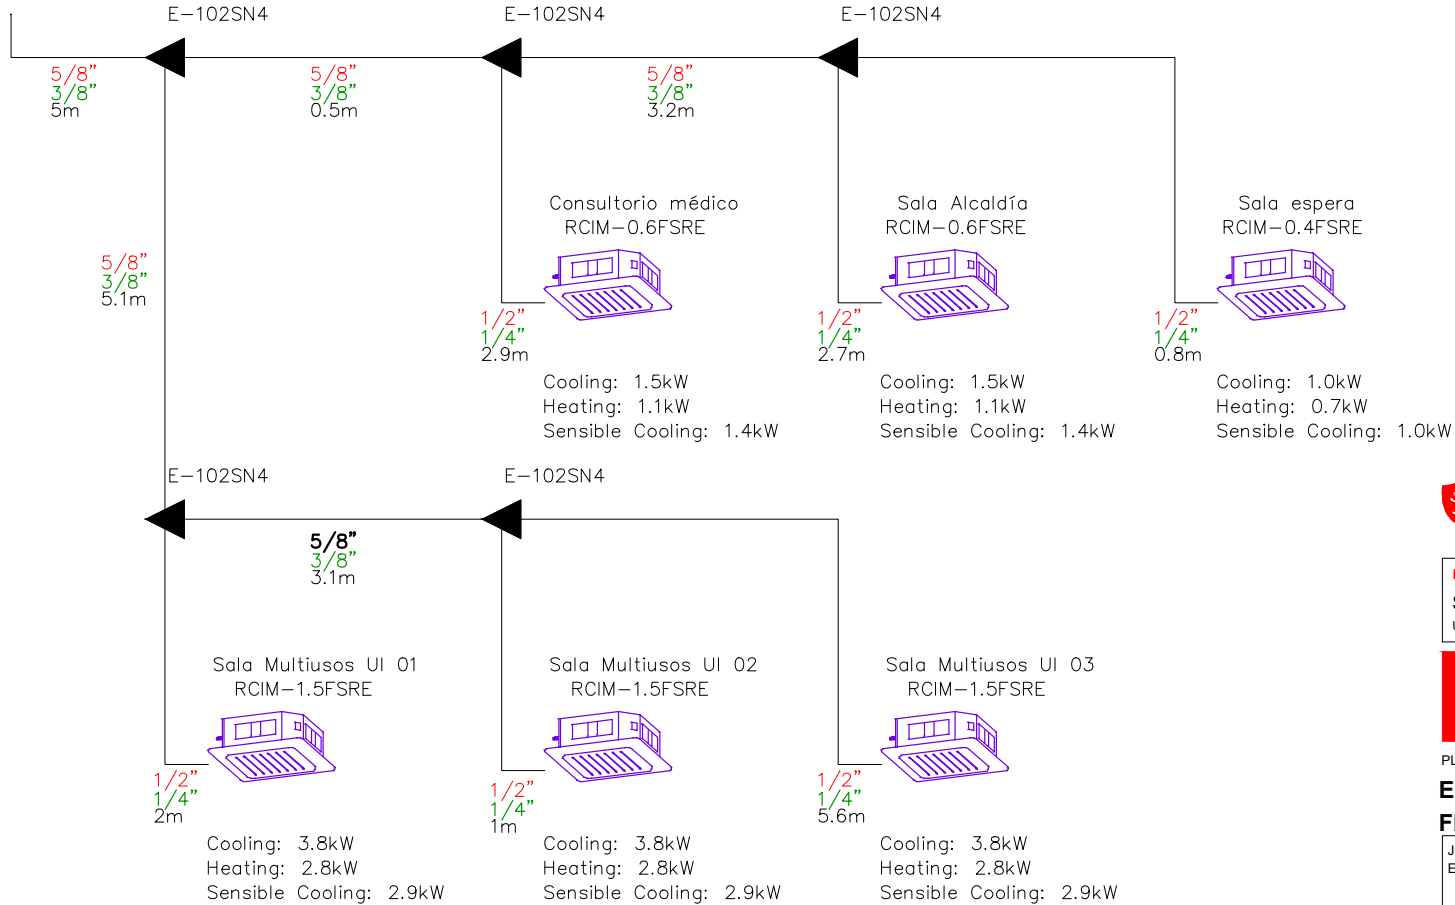 E-102SN4
E-102SN4
E-102SN4
5/8"
3/8"
5m
5/8"
3/8"
0.5m
5/8"
3/8"
3.2m
Consultorio médico
RCIM-0.6FSRE
Sala Alcaldía
RCIM-0.6FSRE
Sala espera
RCIM-0.4FSRE
5/8"
3/8"
5.1m
1/2"
1/4"
2.9m
1/2"
1/4"
2.7m
1/2"
1/4"
0.8m
Cooling: 1.5kW
Heating: 1.1kW
Sensible Cooling: 1.4kW
Cooling: 1.5kW
Heating: 1.1kW
Sensible Cooling: 1.4kW
Cooling: 1.0kW
Heating: 0.7kW
Sensible Cooling: 1.0kW
E-102SN4
E-102SN4
5/8"
3/8"
3.1m
Sala Multiusos UI 01
RCIM-1.5FSRE
Sala Multiusos UI 02
RCIM-1.5FSRE
Sala Multiusos UI 03
RCIM-1.5FSRE
1/2"
1/4"
2m
1/2"
1/4"
1m
1/2"
1/4"
5.6m
Cooling: 3.8kW
Heating: 2.8kW
Sensible Cooling: 2.9kW
Cooling: 3.8kW
Heating: 2.8kW
Sensible Cooling: 2.9kW
Cooling: 3.8kW
Heating: 2.8kW
Sensible Cooling: 2.9kW